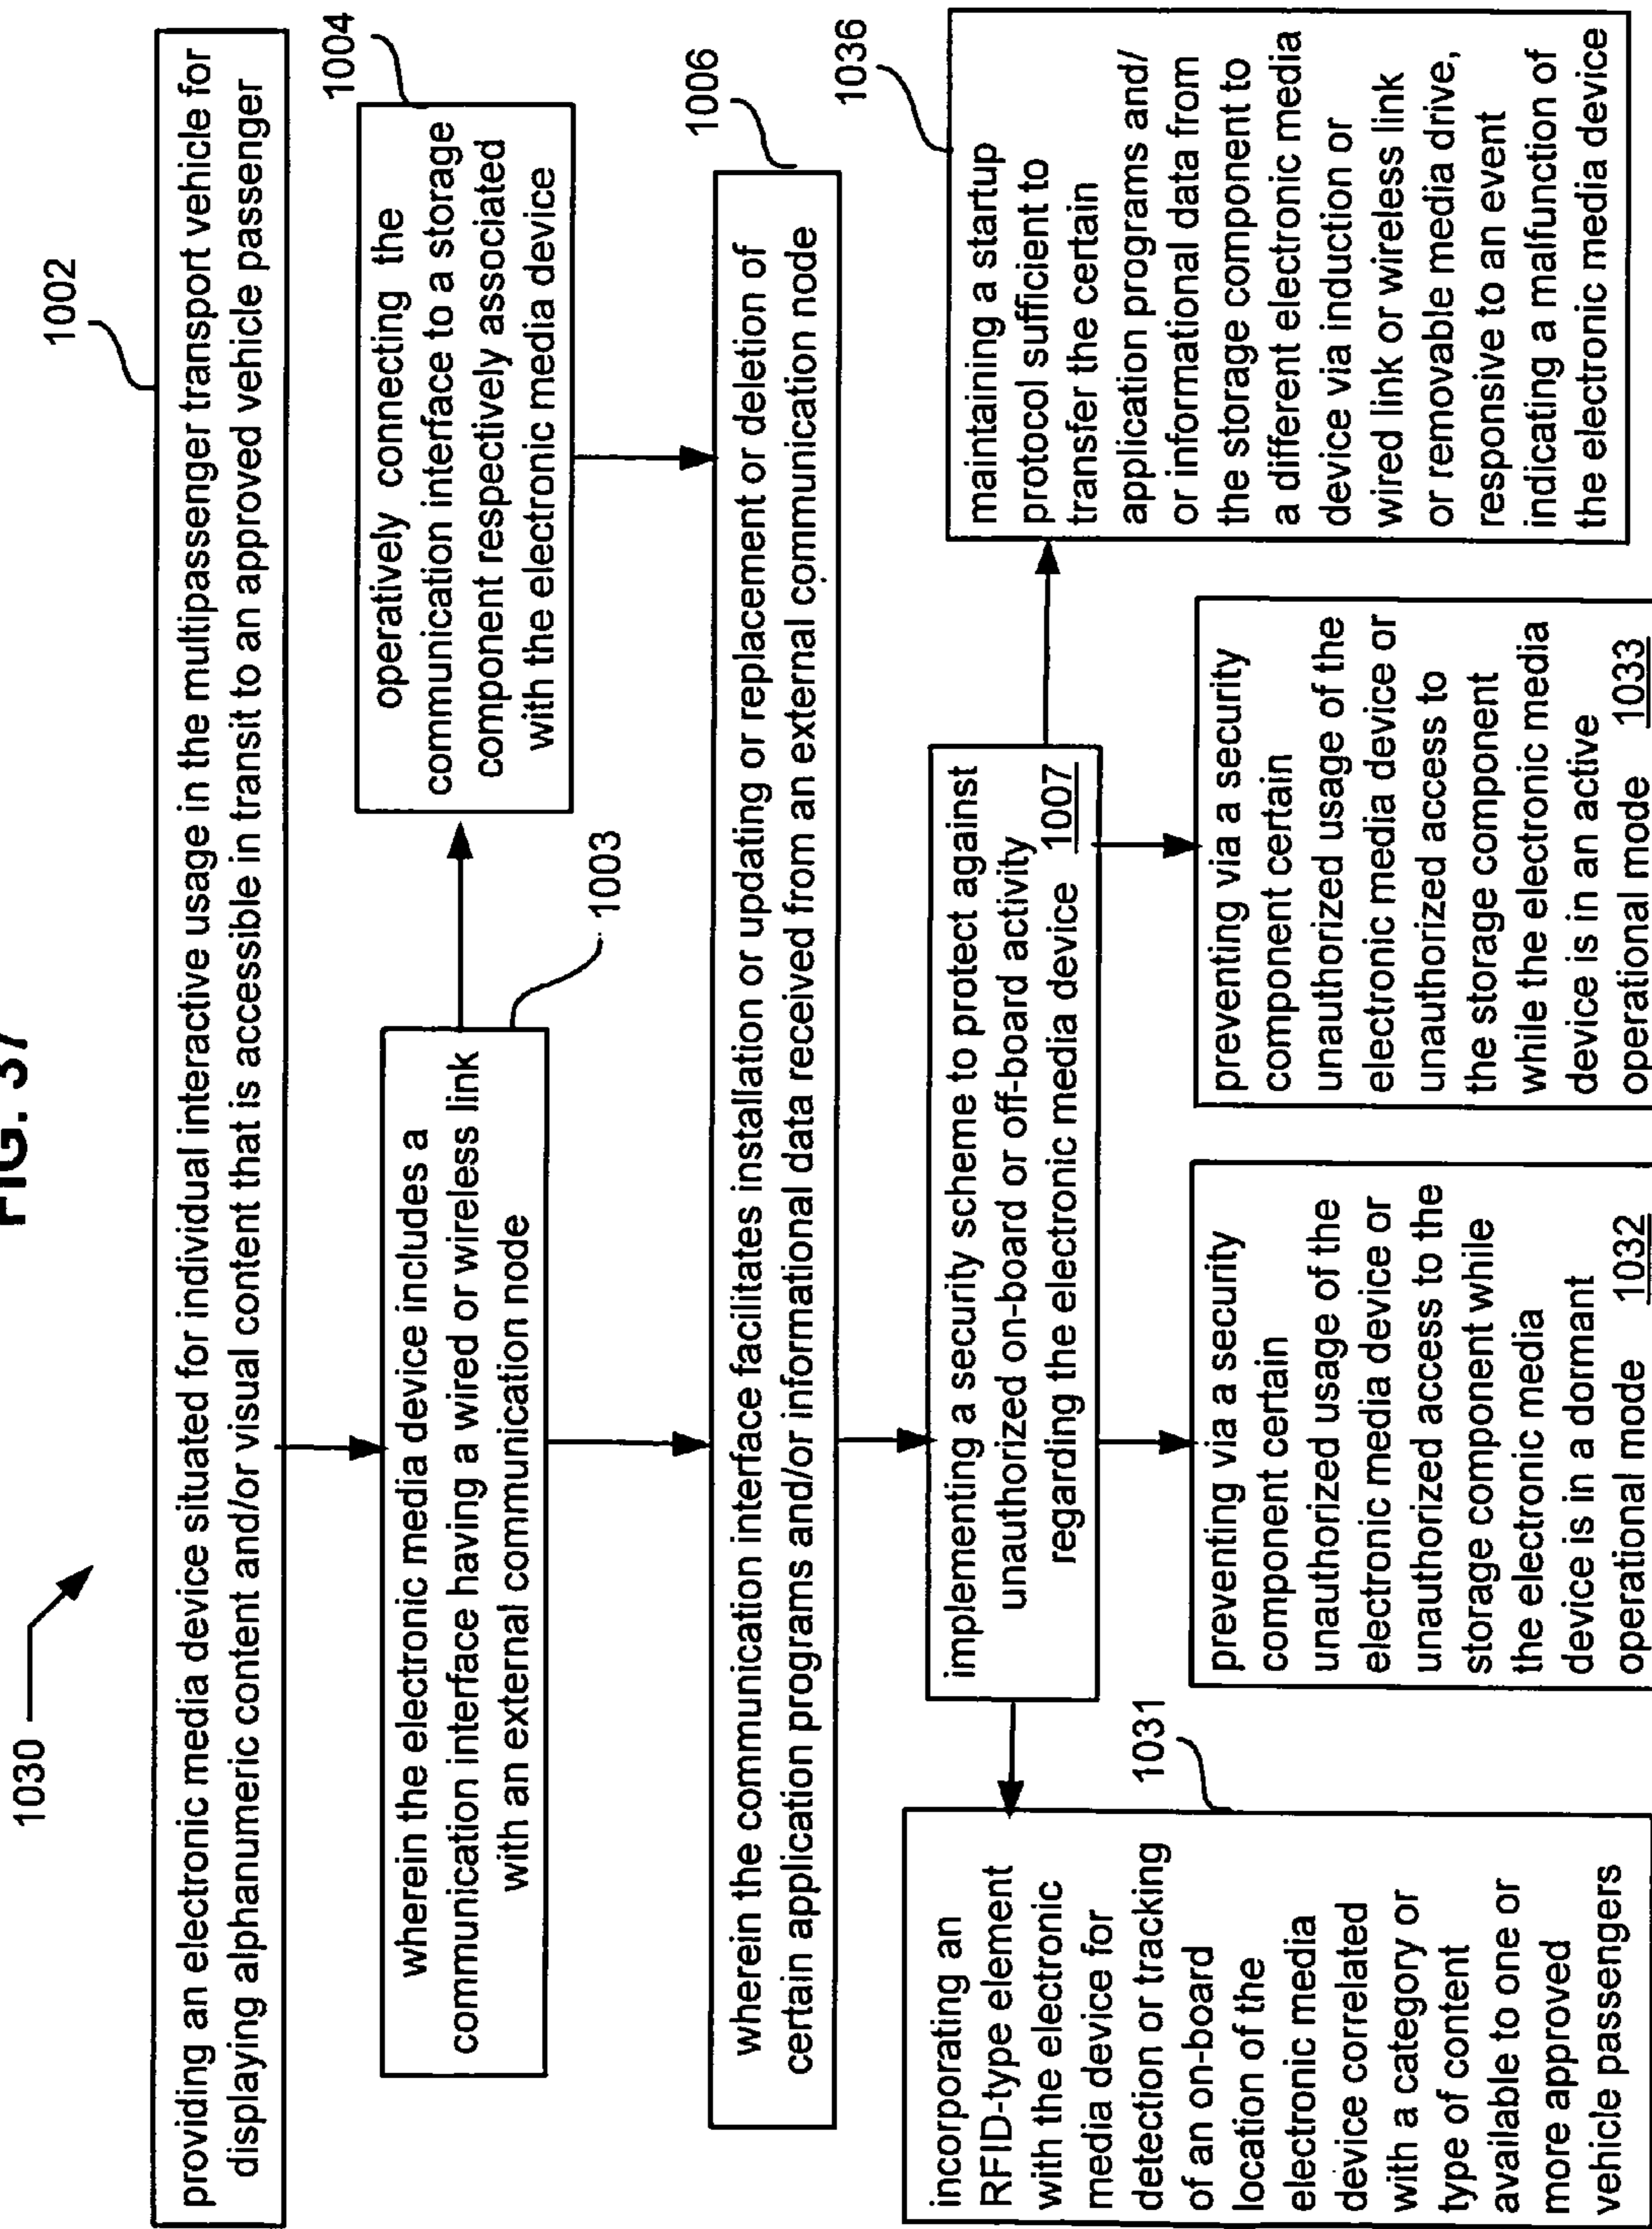 FIG. 37
1030
1002
providing an electronic media device situated for individual interactive usage in the multipassenger transport vehicle for
displaying alphanumeric content and/or visual content that is accessible in transit to an approved vehicle passenger
wherein the electronic media device includes a
communication interface having a wired or wireless link
with an external communication node
1003
1004
operatively connecting the
communication interface to a storage
component respectively associated
with the electronic media device
1006
wherein the communication interface facilitates installation or updating or replacement or deletion of
certain application programs and/or informational data received from an external communication node
implementing a security scheme to protect against
unauthorized on-board or off-board activity
regarding the electronic media device 1007
1031
incorporating an
RFID-type element
with the electronic
media device for
detection or tracking
of an on-board
location of the
electronic media
device correlated
with a category or
type of content
available to one or
more approved
vehicle passengers
preventing via a security
component certain
unauthorized usage of the
electronic media device or
unauthorized access to the
storage component while
the electronic media
device is in a dormant
operational mode 1032
preventing via a security
component certain
unauthorized usage of the
electronic media device or
unauthorized access to
the storage component
while the electronic media
device is in an active
operational mode 1033
1036
maintaining a startup
protocol sufficient to
transfer the certain
application programs and/
or informational data from
the storage component to
a different electronic media
device via induction or
wired link or wireless link
or removable media drive,
responsive to an event
indicating a malfunction of
the electronic media device